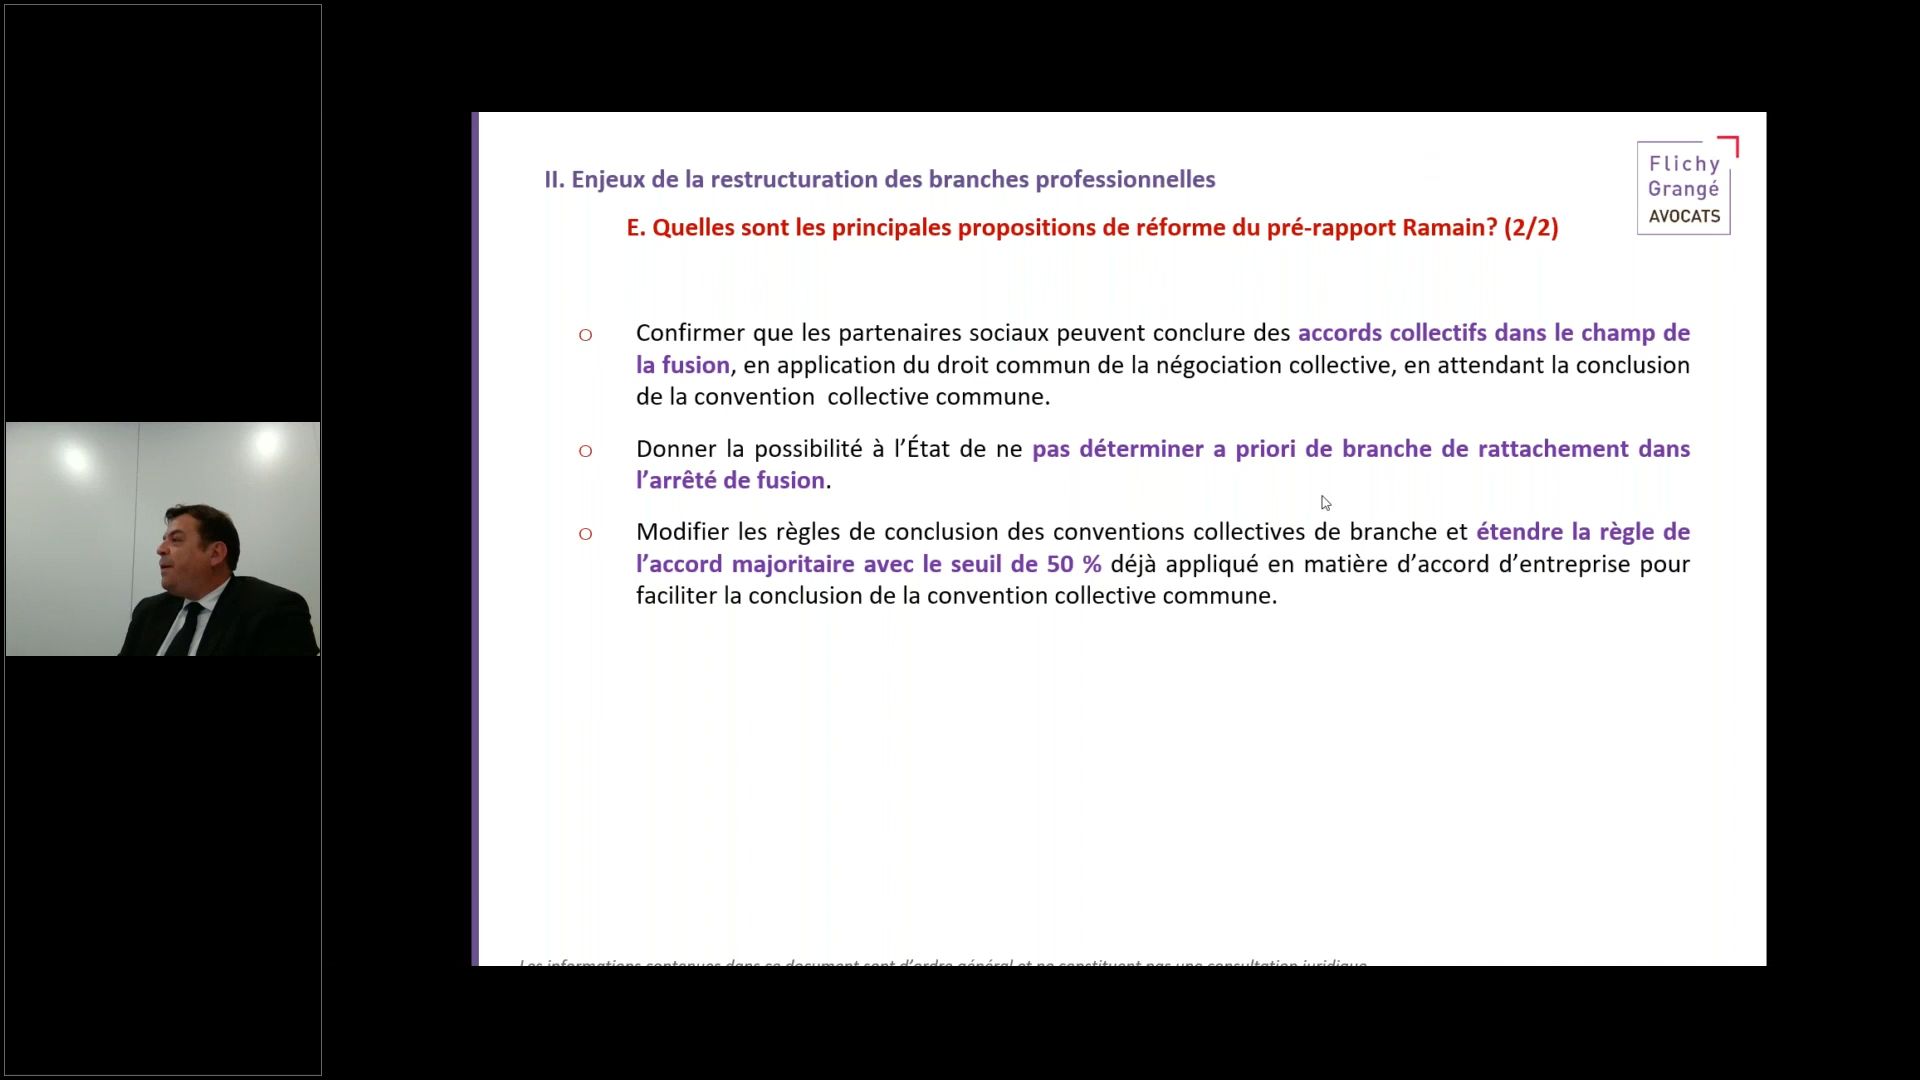 II. Enjeux de la restructuration des branches professionnelles
E. Quelles sont les principales propositions de réforme du pré-rapport Ramain? (2/2)
Flichy
Grangé
AVOCATS
o Confirmer que les partenaires sociaux peuvent conclure des accords collectifs dans le champ de
la fusion, en application du droit commun de la négociation collective, en attendant la conclusion
de la convention collective commune.
o Donner la possibilité à l’État de ne pas déterminer a priori de branche de rattachement dans
l’arrêté de fusion.
o Modifier les règles de conclusion des conventions collectives de branche et étendre la règle de
l’accord majoritaire avec le seuil de 50 % déjà appliqué en matière d’accord d’entreprise pour
faciliter la conclusion de la convention collective commune.
Les informations contenues dans ce document sont d’ordre général et ne constituent pas une consultation juridique